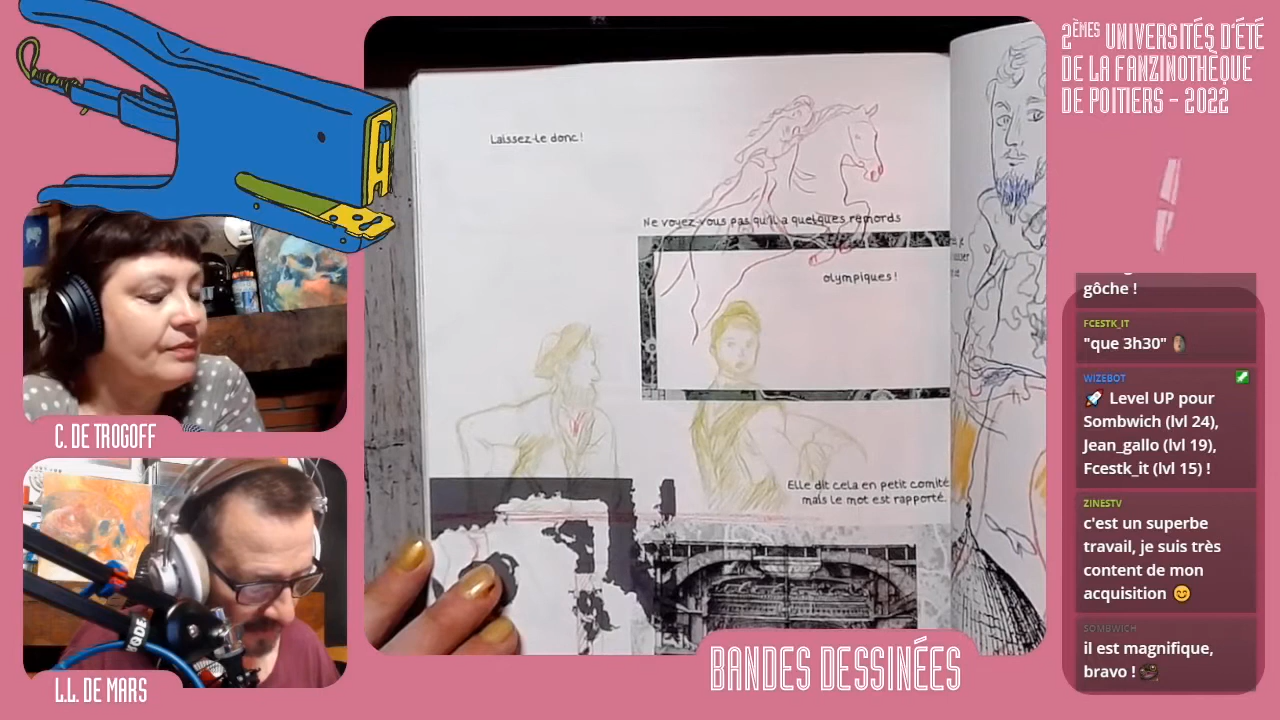 2ÈMES UNIVERSITÉS D'ÉTÉ
DE LA FANZINOTHÈQUE
DE POITIERS - 2022
Laissez-le donc !
Ne voyez vous pas qu'il a quelques remords
olympiques !
Elle dit cela en petit comité
mais le mot est rapporté.
C. DE TROGOFF
L.L. DE MARS
RODE
BANDES DESSINÉES
gôche !
FCESTK_IT
"que 3h30"
WIZEBOT
Level UP pour
Sombwich (lvl 24),
Jean_gallo (lvl 19),
Fcestk_it (lvl 15) !
ZINESTV
c'est un superbe
travail, je suis très
content de mon
acquisition
SOMBWICH
il est magnifique,
bravo !